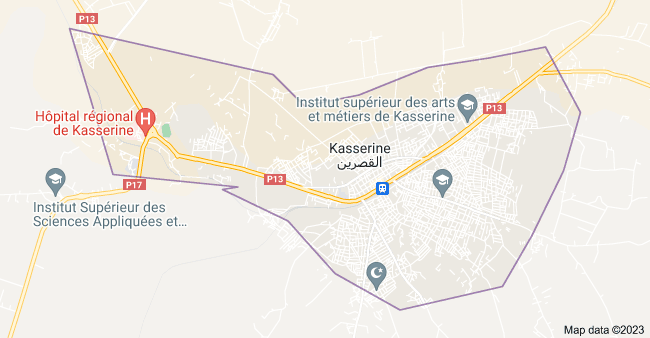 P13
Institut supérieur des arts
et métiers de Kasserine
P13
Hôpital régional
de Kasserine
H
Kasserine
القصرين
P13
P17
Institut Supérieur des
Sciences Appliquées et...
Map data ©2023